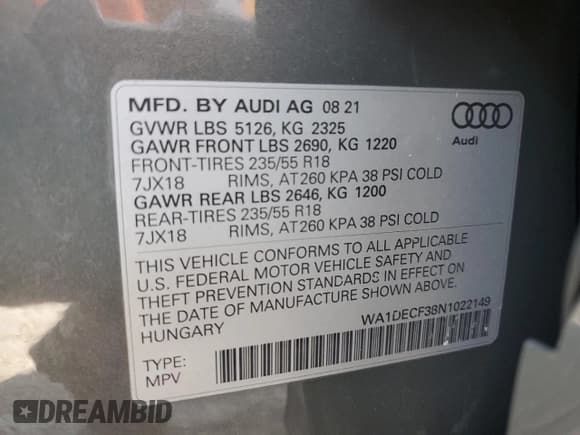 MFD. BY AUDI AG 08 21
GVWR LBS 5126, KG 2325
GAWR FRONT LBS 2690, KG 1220
FRONT-TIRES 235/55 R18
7JX18 RIMS, AT260 KPA 38 PSI COLD
GAWR REAR LBS 2646, KG 1200
REAR-TIRES 235/55 R18
7JX18 RIMS, AT260 KPA 38 PSI COLD
THIS VEHICLE CONFORMS TO ALL APPLICABLE
U.S. FEDERAL MOTOR VEHICLE SAFETY AND
THEFT PREVENTION STANDARDS IN EFFECT ON
THE DATE OF MANUFACTURE SHOWN ABOVE.
HUNGARY
Audi
WA1DECF38N1022149
TYPE:
MPV
DREAMBID